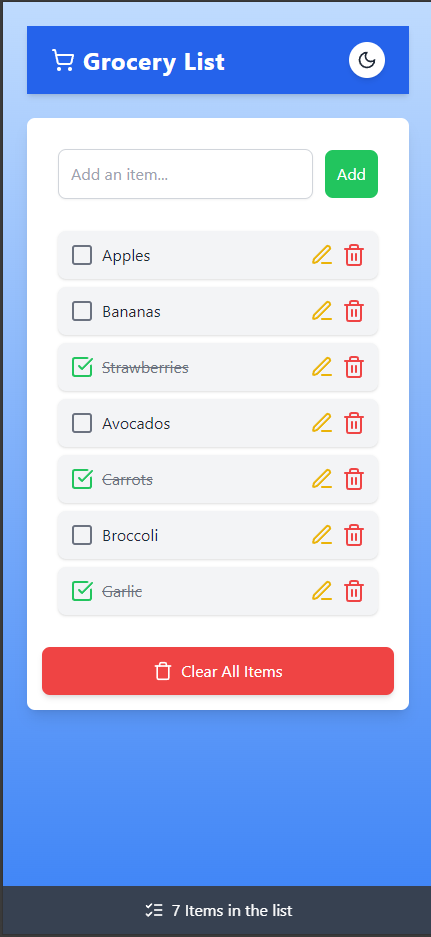 Grocery List
Add an item...
Add
Apples
Bananas
Strawberries
Avocados
Carrots
Broccoli
Garlic
Clear All Items
7 Items in the list